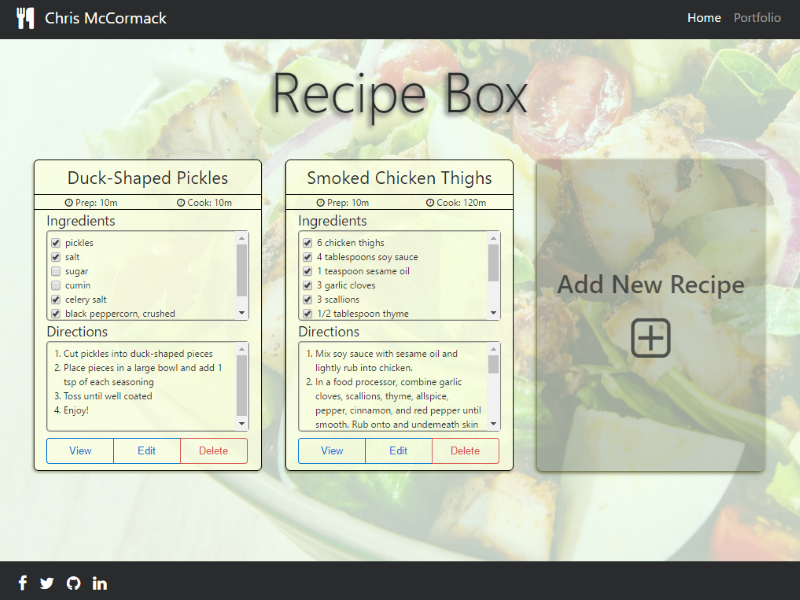 Chris McCormack
Home Portfolio
Recipe Box
Duck-Shaped Pickles
Prep: 10m Cook: 10m
Ingredients
pickles
salt
sugar
cumin
celery salt
black peppercorn, crushed
Directions
1. Cut pickles into duck-shaped pieces
2. Place pieces in a large bowl and add 1
tsp of each seasoning
3. Toss until well coated
4. Enjoy!
View Edit Delete
Smoked Chicken Thighs
Prep: 10m Cook: 120m
Ingredients
6 chicken thighs
4 tablespoons soy sauce
1 teaspoon sesame oil
3 garlic cloves
3 scallions
1/2 tablespoon thyme
Directions
1. Mix soy sauce with sesame oil and
lightly rub into chicken.
2. In a food processor, combine garlic
cloves, scallions, thyme, allspice,
pepper, cinnamon, and red pepper until
smooth. Rub onto and underneath skin
View Edit Delete
Add New Recipe